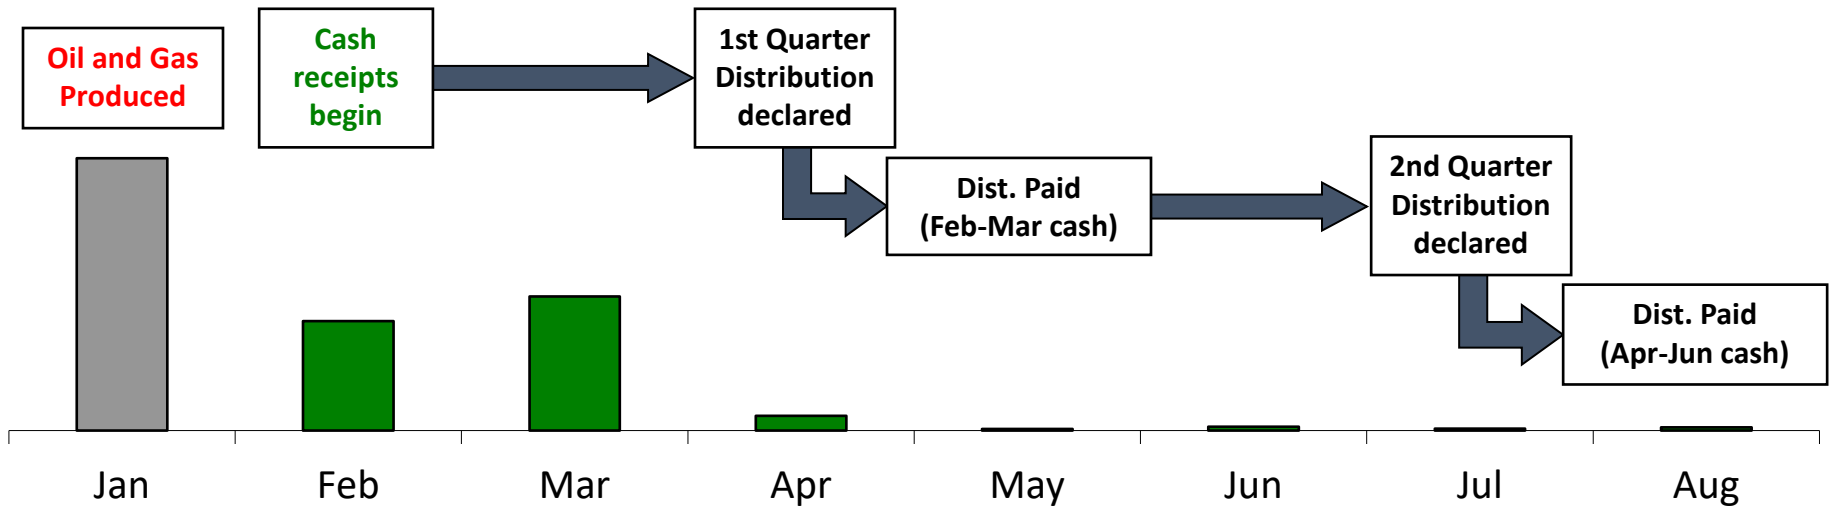 Oil and Gas
Produced
Cash
receipts
begin
1st Quarter
Distribution
declared
Dist. Paid
(Feb-Mar cash)
2nd Quarter
Distribution
declared
Dist. Paid
(Apr-Jun cash)
Jan
Feb
Mar
Apr
May
Jun
Jul
Aug